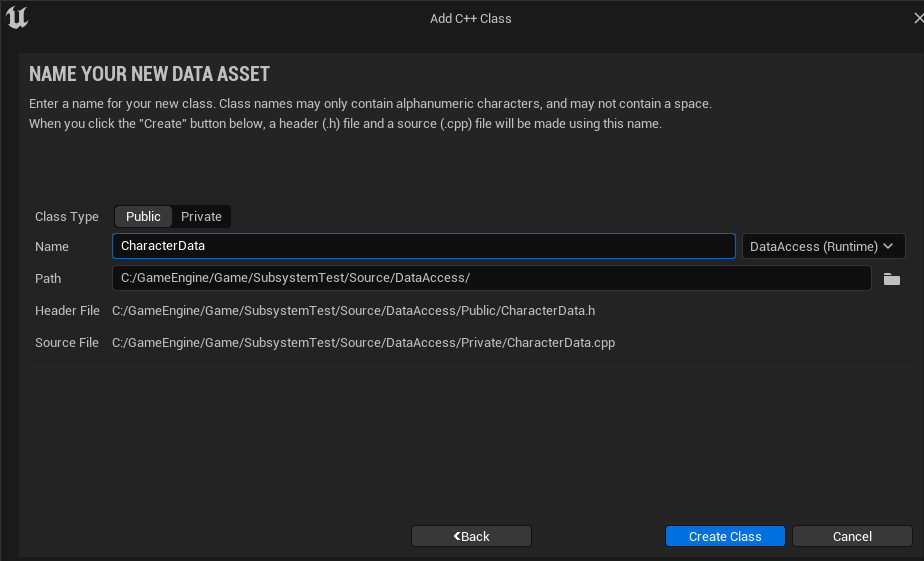 Add C++ Class
NAME YOUR NEW DATA ASSET
Enter a name for your new class. Class names may only contain alphanumeric characters, and may not contain a space.
When you click the "Create" button below, a header (.h) file and a source (.cpp) file will be made using this name.
Class Type Public Private
Name CharacterData DataAccess (Runtime)
Path C:/GameEngine/Game/SubsystemTest/Source/DataAccess/
Header File C:/GameEngine/Game/SubsystemTest/Source/DataAccess/Public/CharacterData.h
Source File C:/GameEngine/Game/SubsystemTest/Source/DataAccess/Private/CharacterData.cpp
Back Create Class Cancel